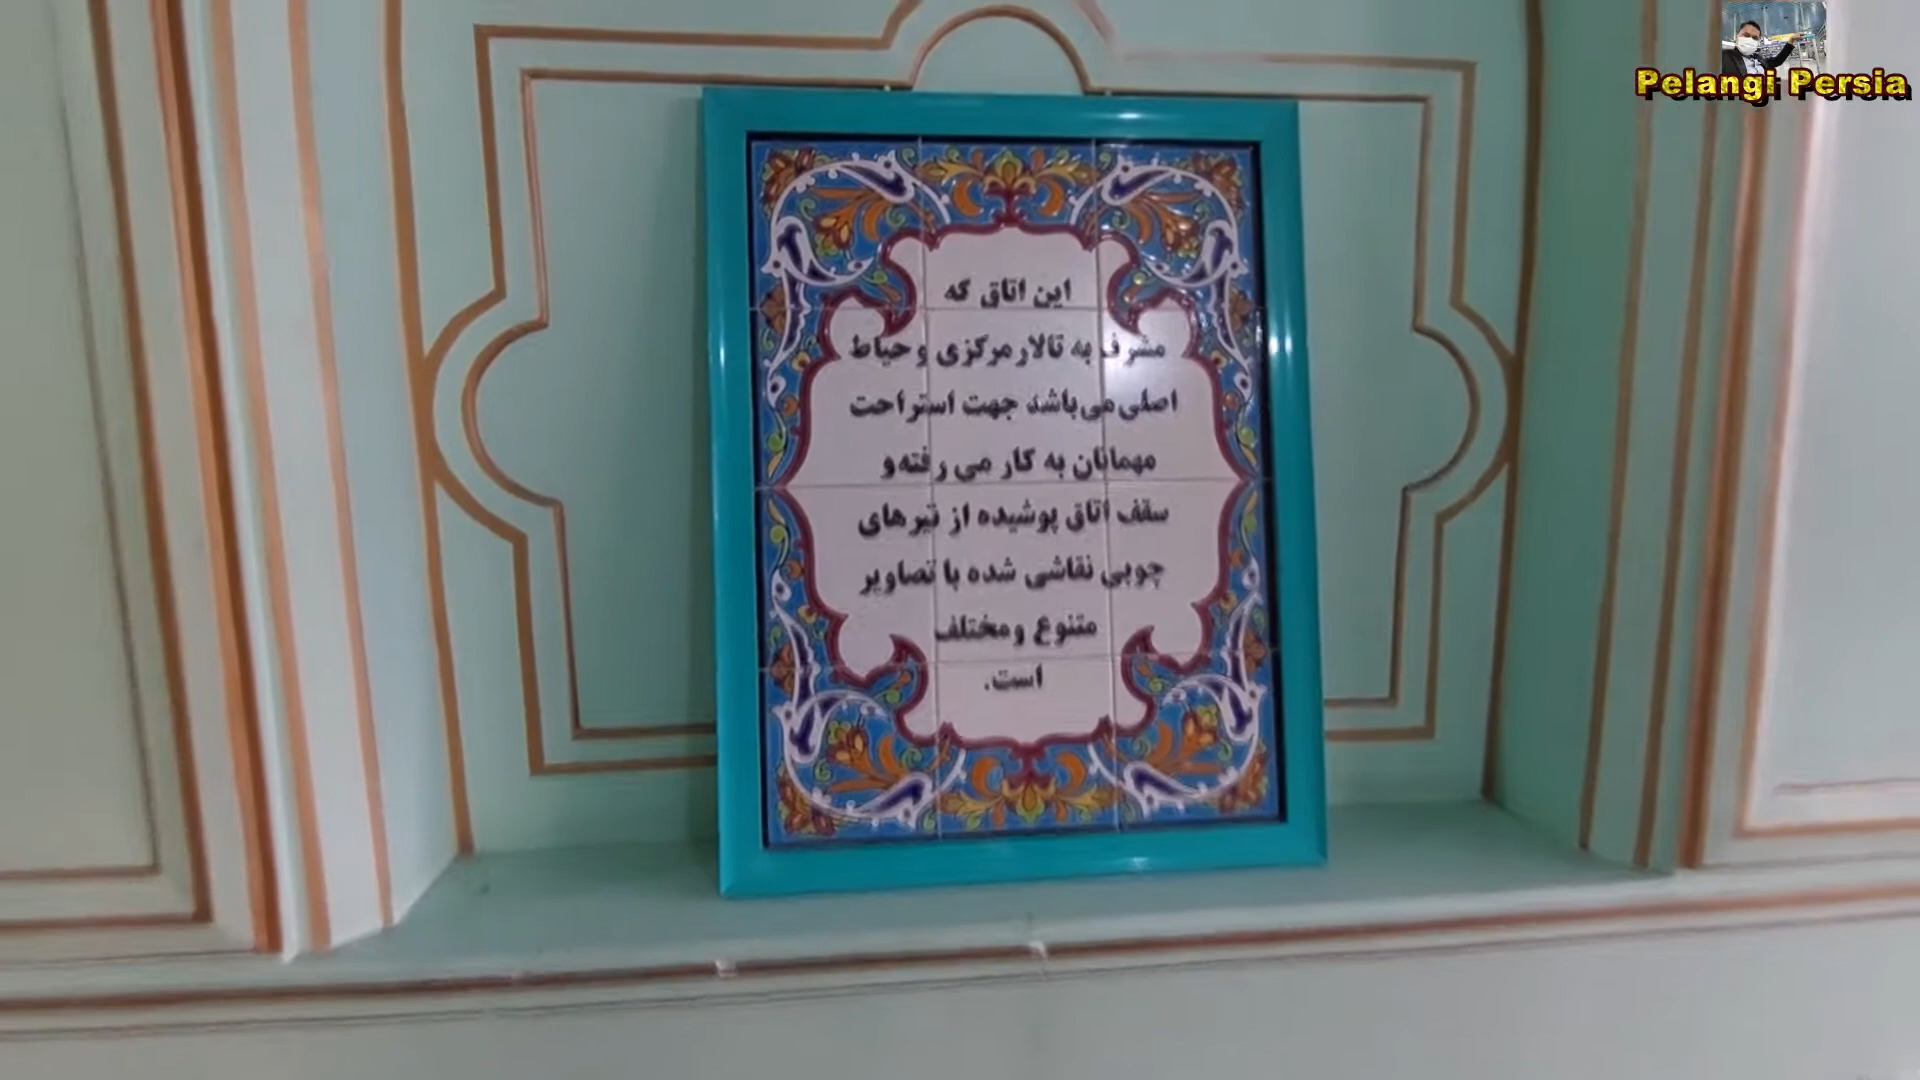 Pelangi Persia
این اتاق که
مشرف به تالار مرکزی و حیاط
اصلی می‌باشد جهت استراحت
مهمانان به کار می رفته و
سقف اتاق پوشیده از تیرهای
چوبی نقاشی شده با تصاویر
متنوع و مختلف
است.